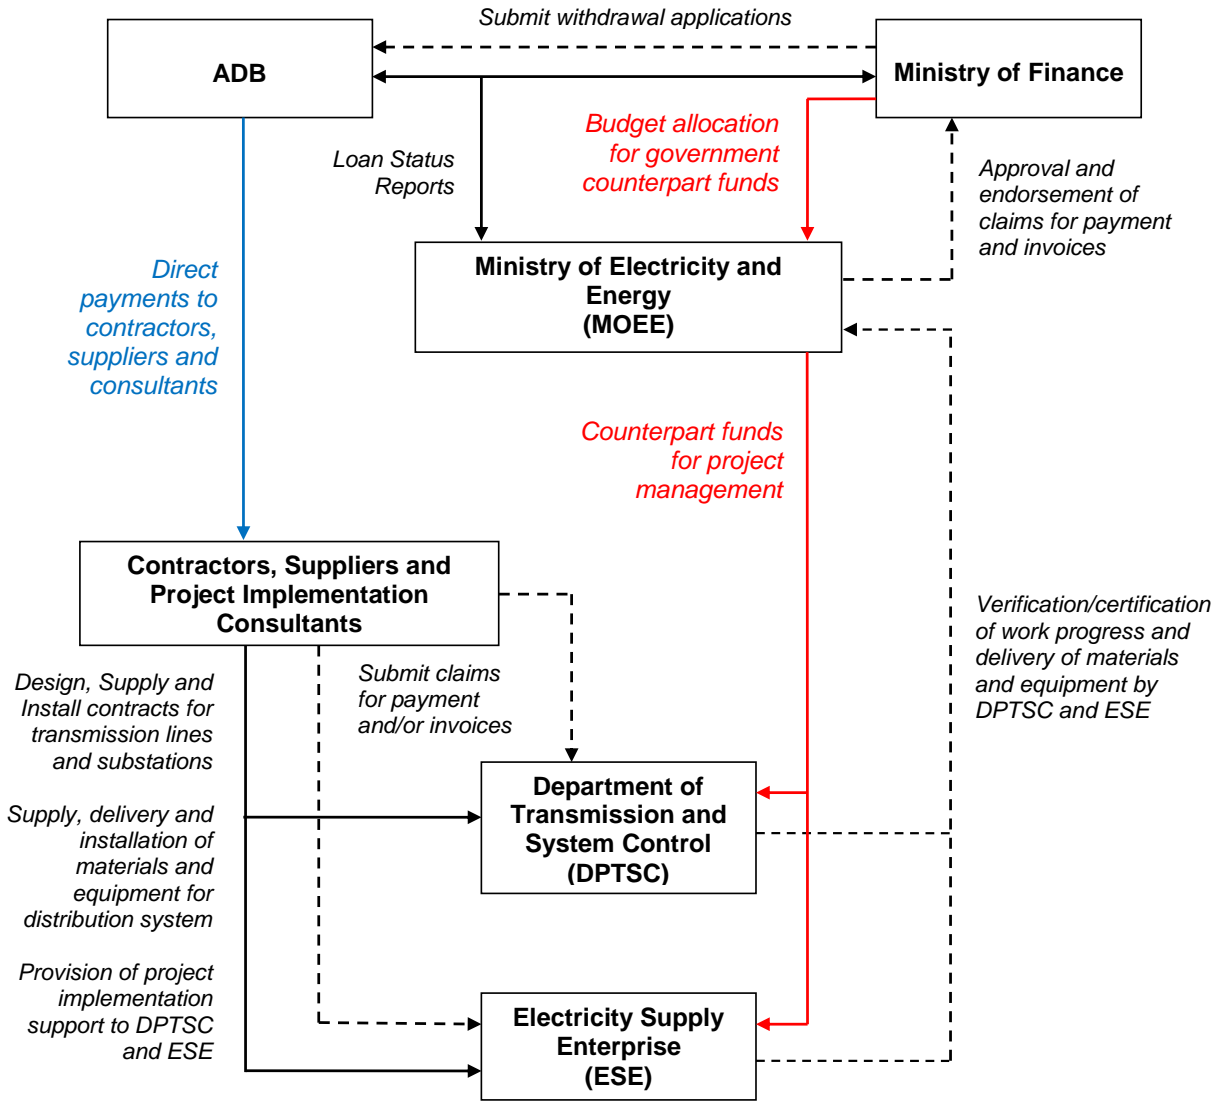 Submit withdrawal applications
ADB
Ministry of Finance
Budget allocation
for government
counterpart funds
Loan Status
Reports
Approval and
endorsement of
claims for payment
and invoices
Ministry of Electricity and
Energy
(MOEE)
Direct
payments to
contractors,
suppliers and
consultants
Counterpart funds
for project
management
Contractors, Suppliers and
Project Implementation
Consultants
Verification/certification
of work progress and
delivery of materials
and equipment by
DPTSC and ESE
Submit claims
for payment
and/or invoices
Design, Supply and
Install contracts for
transmission lines
and substations
Department of
Transmission and
System Control
(DPTSC)
Supply, delivery and
installation of
materials and
equipment for
distribution system
Provision of project
implementation
support to DPTSC
and ESE
Electricity Supply
Enterprise
(ESE)